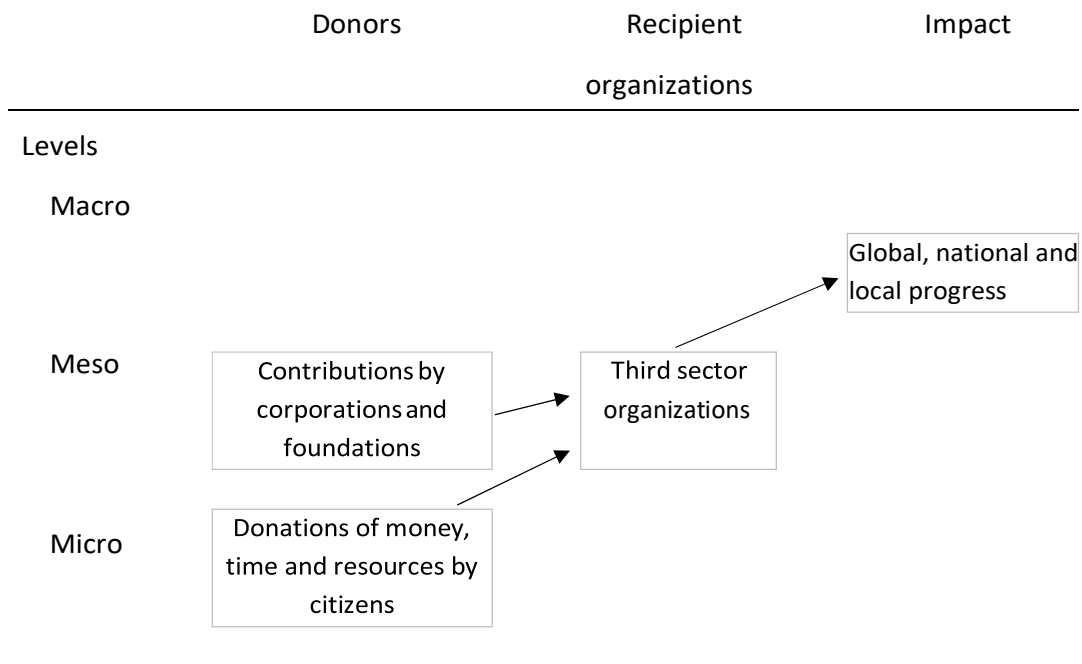 Donors
Recipient
organizations
Impact
Levels
Macro
Global, national and
local progress
Meso
Contributions by
corporations and
foundations
Third sector
organizations
Micro
Donations of money,
time and resources by
citizens